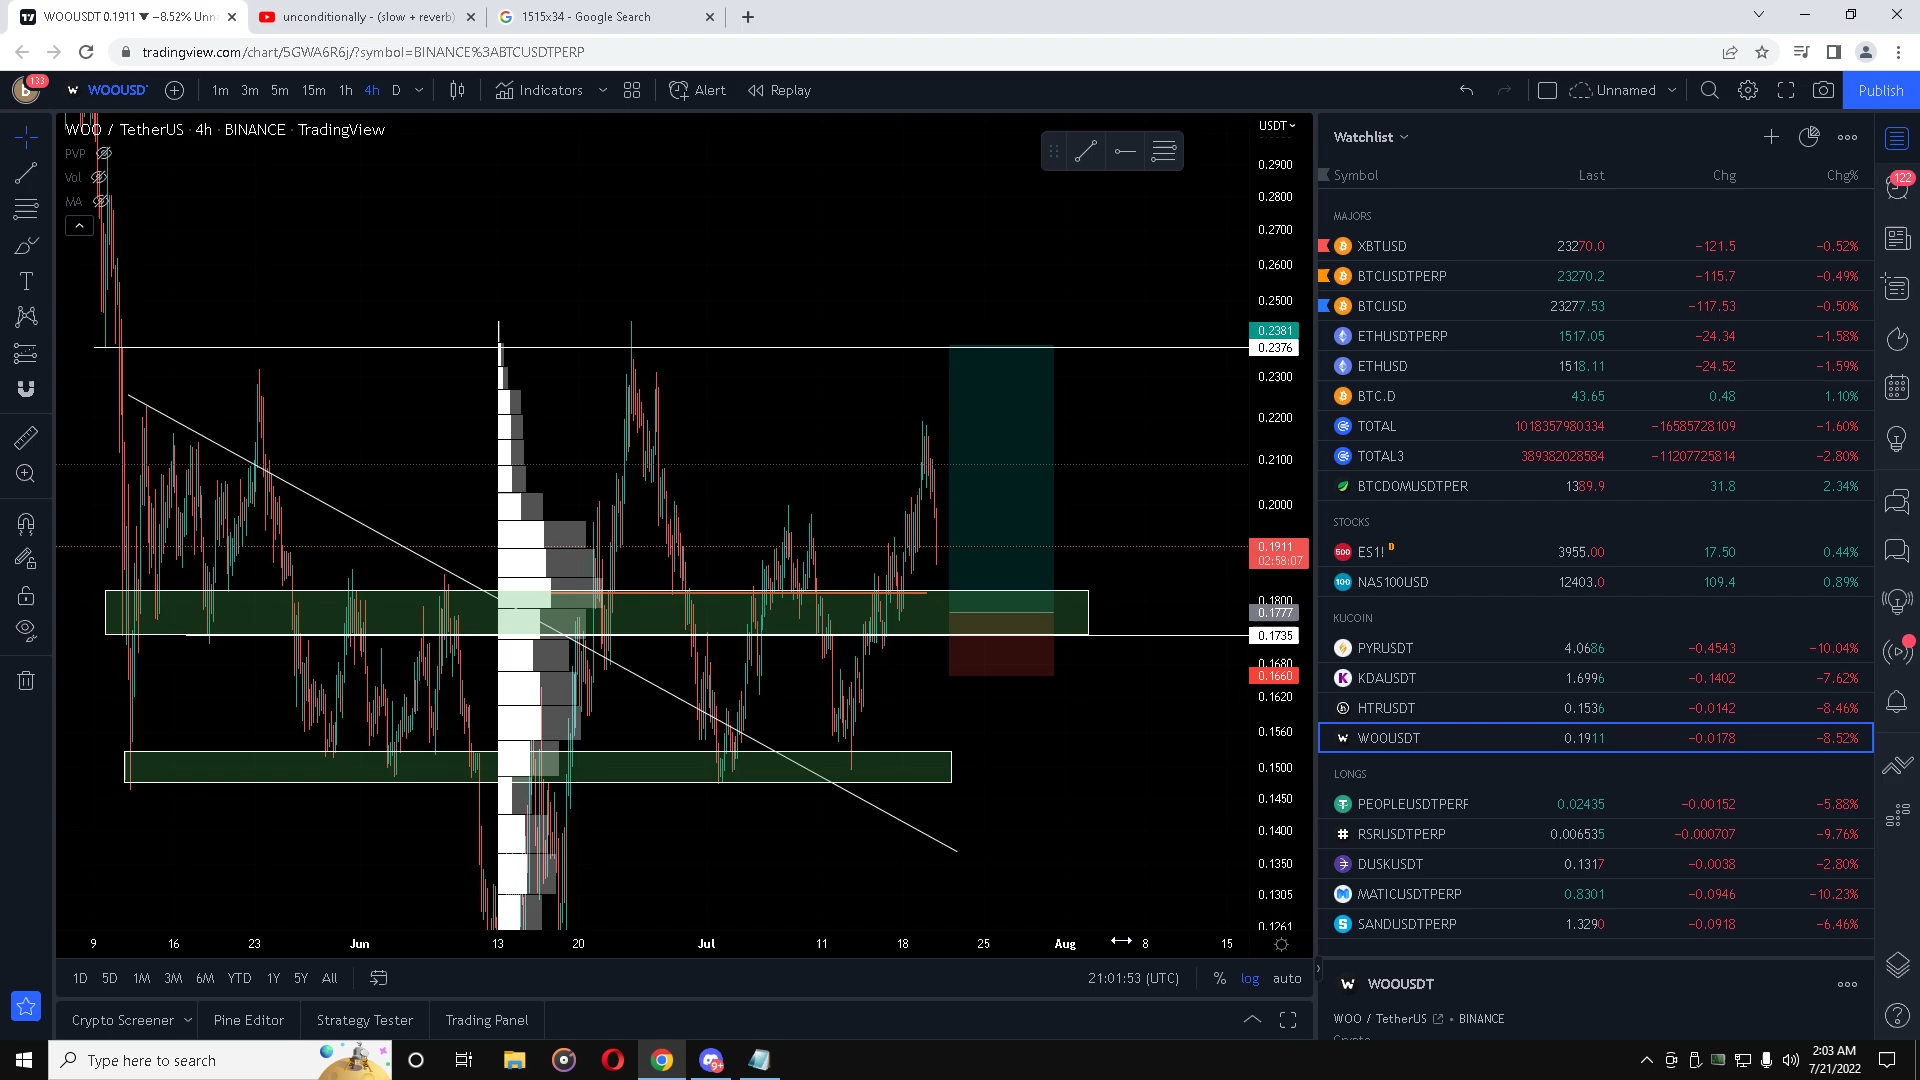 WOOUSDT 0.1911 ▼ −8.52% Unn
unconditionally - (slow + reverb)
1515x34 - Google Search
tradingview.com/chart/5GWA6R6j/?symbol=BINANCE%3ABTCUSDTPERP
133
WOOUSD
1m 3m 5m 15m 1h 4h D
Indicators
Alert
Replay
Unnamed
Publish
WOO / TetherUS · 4h · BINANCE · TradingView
PVP
Vol
MA
USDT
0.2900
0.2800
0.2700
0.2600
0.2500
0.2381
0.2376
0.2300
0.2200
0.2100
0.2000
0.1911
02:58:07
0.1800
0.1777
0.1735
0.1680
0.1660
0.1620
0.1560
0.1500
0.1450
0.1400
0.1350
0.1305
0.1261
9 16 23 Jun 13 20 Jul 11 18 25 Aug 8 15
1D 5D 1M 3M 6M YTD 1Y 5Y All
21:01:53 (UTC)
% log auto
Crypto Screener
Pine Editor
Strategy Tester
Trading Panel
Watchlist
Symbol Last Chg Chg%
MAJORS
XBTUSD 23270.0 −121.5 −0.52%
BTCUSDTPERP 23270.2 −115.7 −0.49%
BTCUSD 23277.53 −117.53 −0.50%
ETHUSDTPERP 1517.05 −24.34 −1.58%
ETHUSD 1518.11 −24.52 −1.59%
BTC.D 43.65 0.48 1.10%
TOTAL 1018357980334 −16585728109 −1.60%
TOTAL3 389382028584 −11207725814 −2.80%
BTCDOMUSDTPER 1389.9 31.8 2.34%
STOCKS
500 ES1! D 3955.00 17.50 0.44%
100 NAS100USD 12403.0 109.4 0.89%
KUCOIN
PYRUSDT 4.0686 −0.4543 −10.04%
KDAUSDT 1.6996 −0.1402 −7.62%
HTRUSDT 0.1536 −0.0142 −8.46%
WOOUSDT 0.1911 −0.0178 −8.52%
LONGS
PEOPLEUSDTPERF 0.02435 −0.00152 −5.88%
RSRUSDTPERP 0.006535 −0.000707 −9.76%
DUSKUSDT 0.1317 −0.0038 −2.80%
MATICUSDTPERP 0.8301 −0.0946 −10.23%
SANDUSDTPERP 1.3290 −0.0918 −6.46%
WOOUSDT
WOO / TetherUS • BINANCE
Crypto
122
Type here to search
9+
2:03 AM
7/21/2022